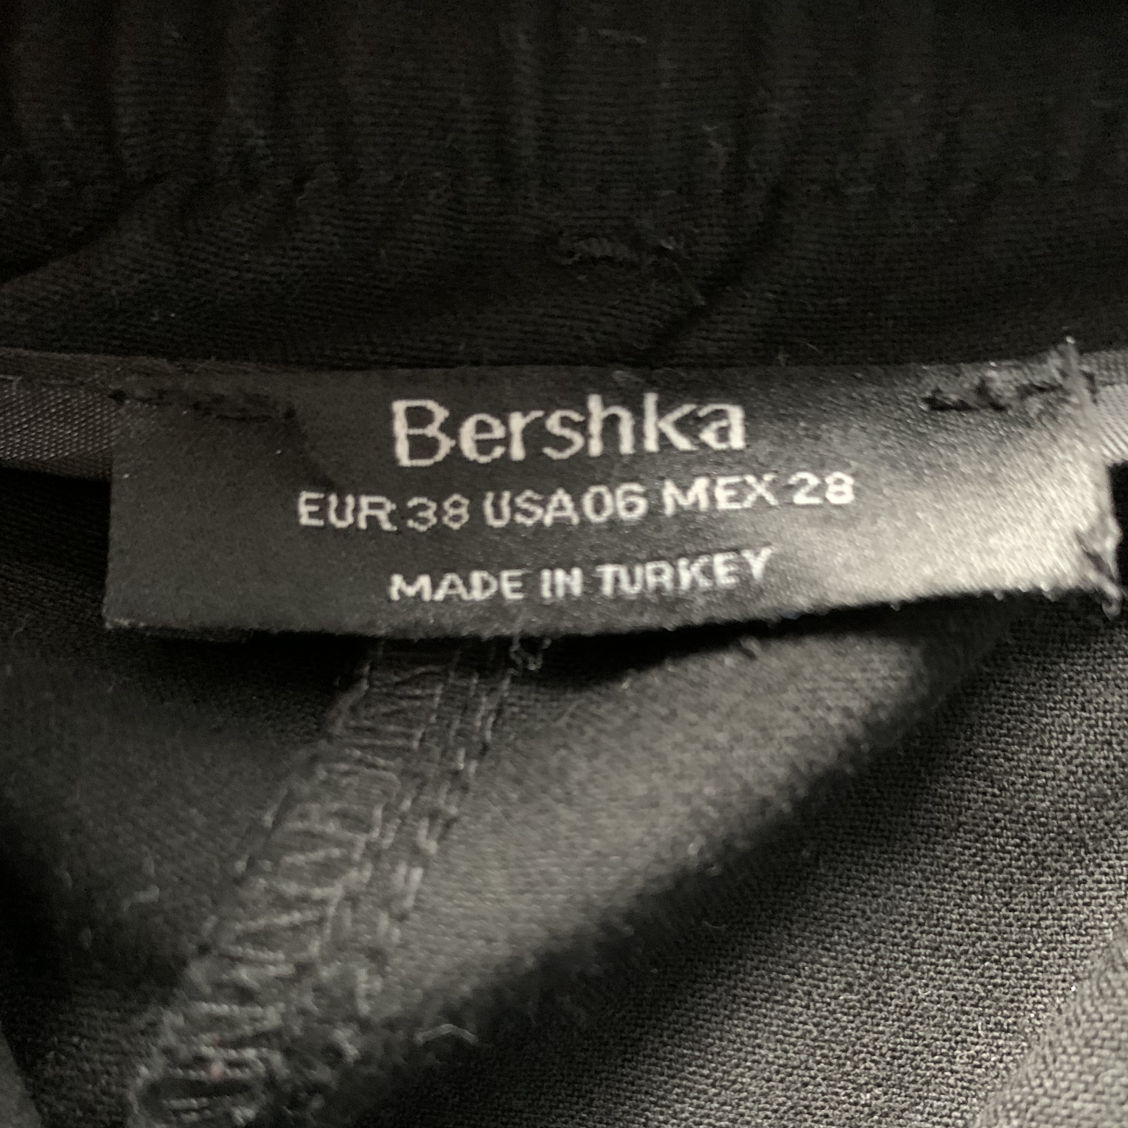 Bershka
EUR 38 USA 06 MEX 28
MADE IN TURKEY